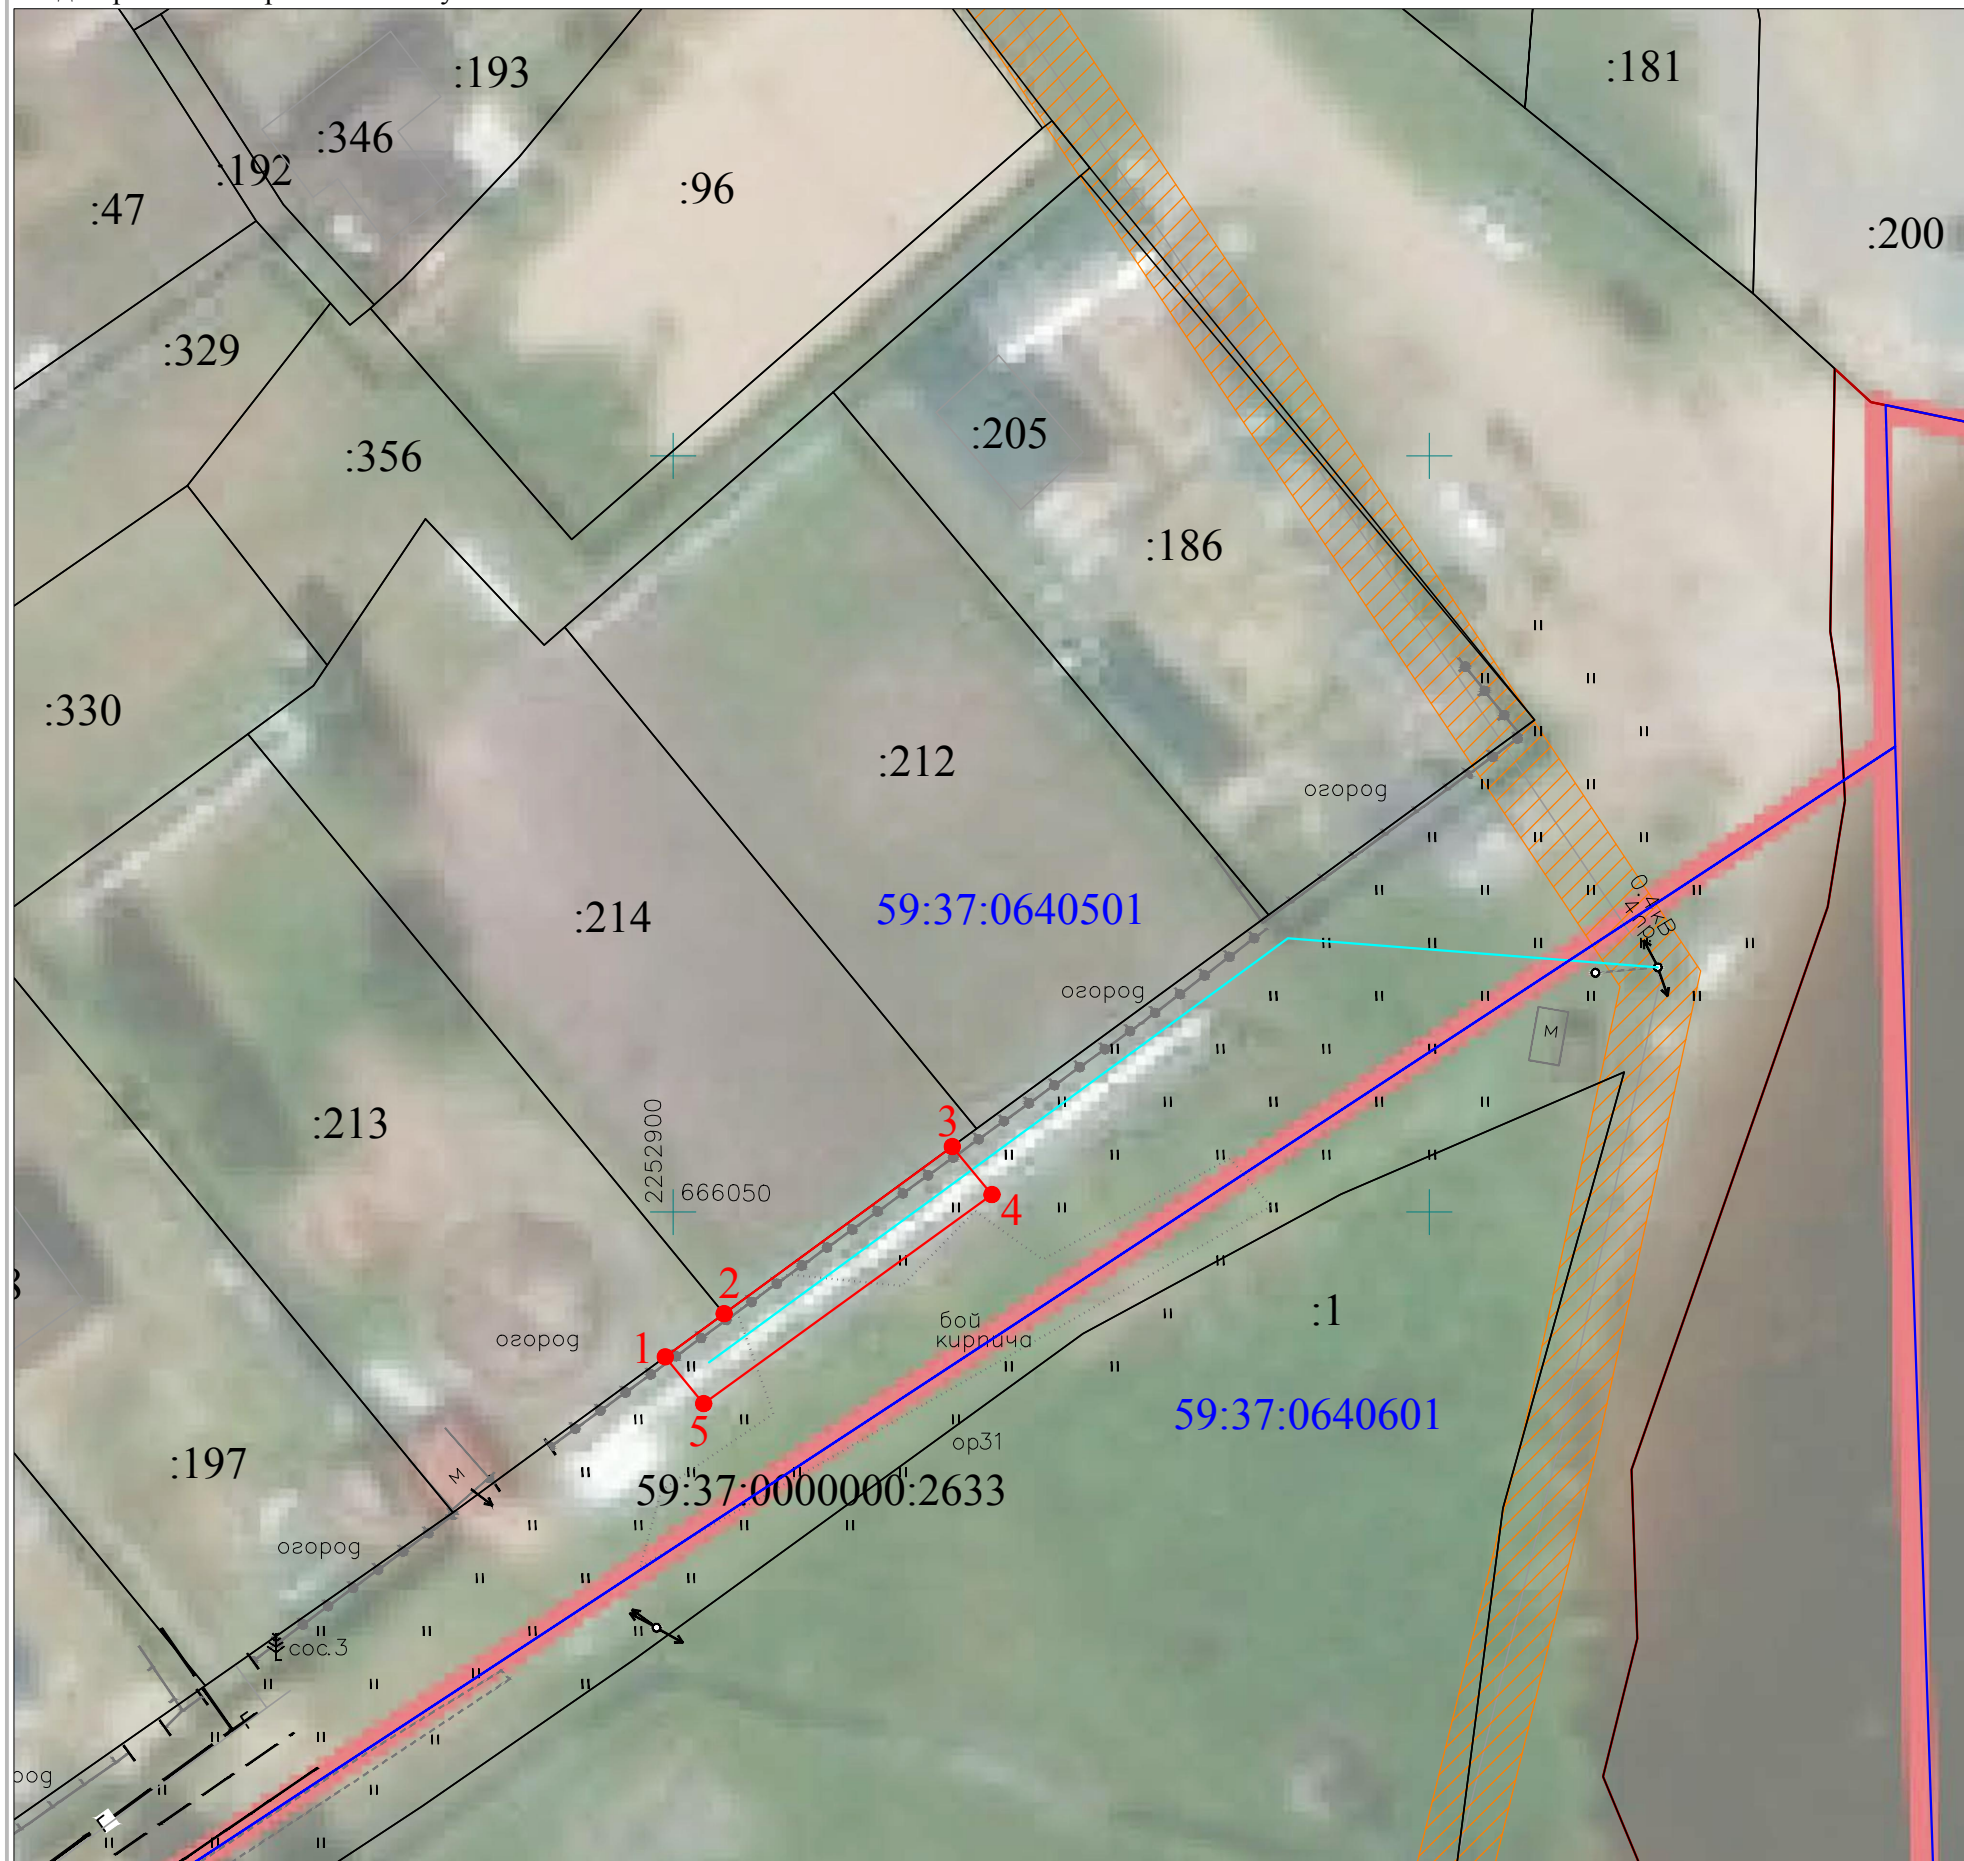 :193
:181
:346
:192
:96
:47
:200
:329
:205
:356
:186
:330
:212
огород
:214
59:37:0640501
0.4кВ
4 пр.
огород
м
:213
2252900
3
666050
4
2
:1
бой
кирпича
огород
1
5
59:37:0640601
ор31
:197
м
59:37:0000000:2633
огород
сос.3